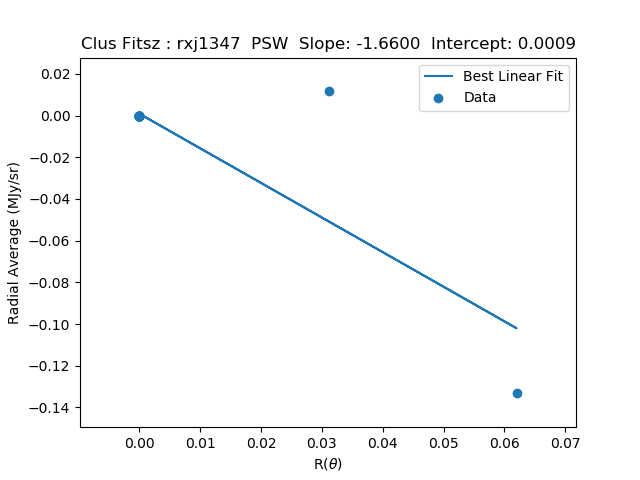 Clus Fitsz : rxj1347  PSW  Slope: -1.6600  Intercept: 0.0009
Best Linear Fit
Data
Radial Average (MJy/sr)
0.02
0.00
−0.02
−0.04
−0.06
−0.08
−0.10
−0.12
−0.14
0.00 0.01 0.02 0.03 0.04 0.05 0.06 0.07
R(θ)